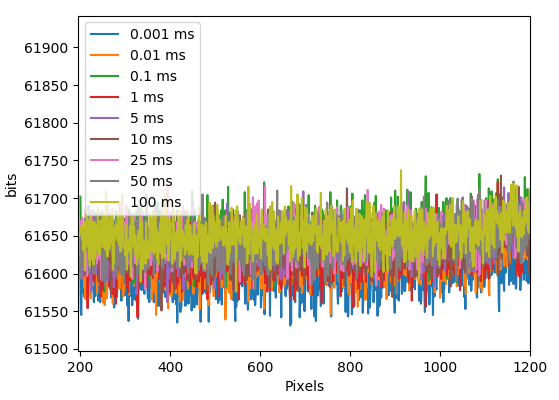 61900
61850
61800
61750
61700
61650
61600
61550
61500
bits
0.001 ms
0.01 ms
0.1 ms
1 ms
5 ms
10 ms
25 ms
50 ms
100 ms
200
400
600
800
1000
1200
Pixels